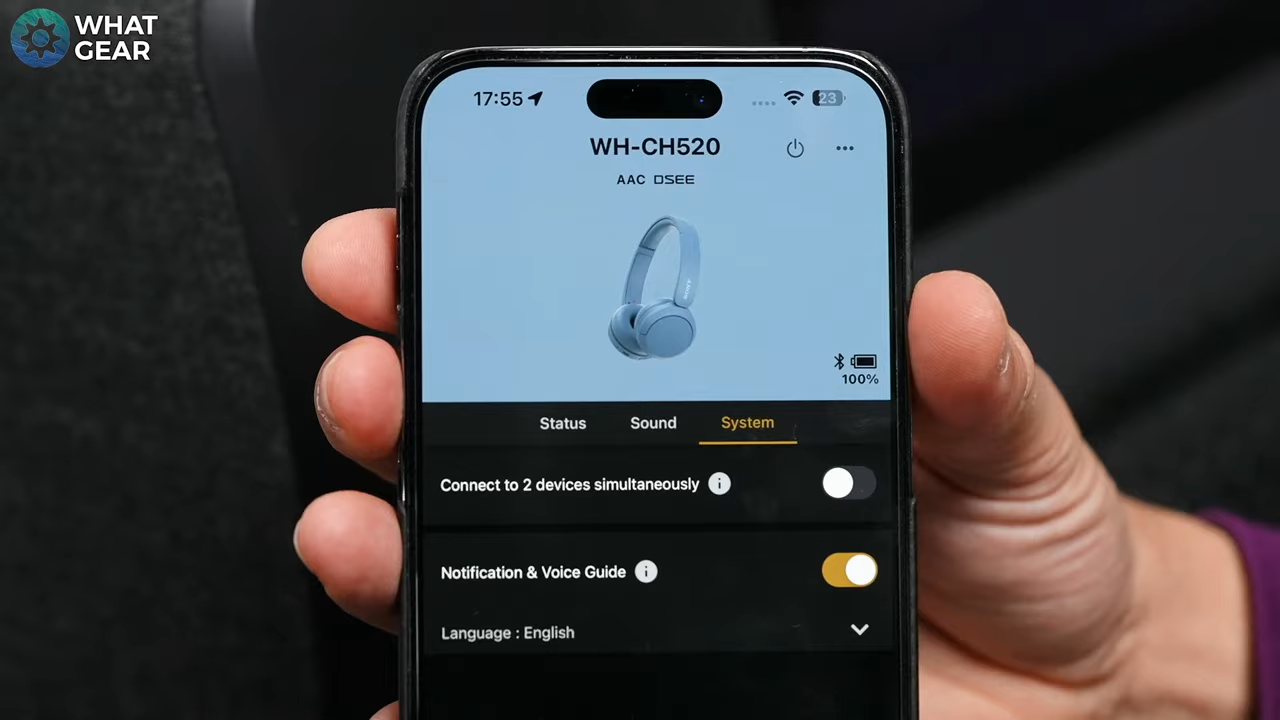 WHAT
GEAR
17:55
23
WH-CH520
AAC DSEE
SONY
100%
Status Sound System
Connect to 2 devices simultaneously
Notification & Voice Guide
Language : English